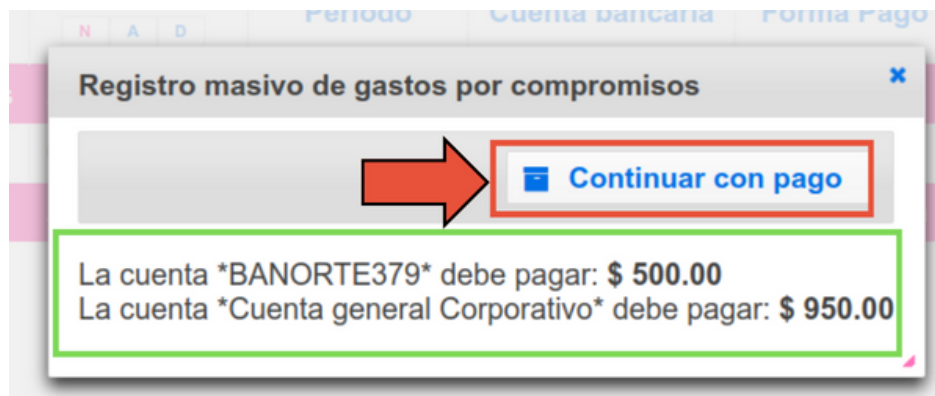 Periodo Cuenta bancaria Forma Pago
N A D
Registro masivo de gastos por compromisos
Continuar con pago
La cuenta *BANORTE379* debe pagar: $ 500.00
La cuenta *Cuenta general Corporativo* debe pagar: $ 950.00